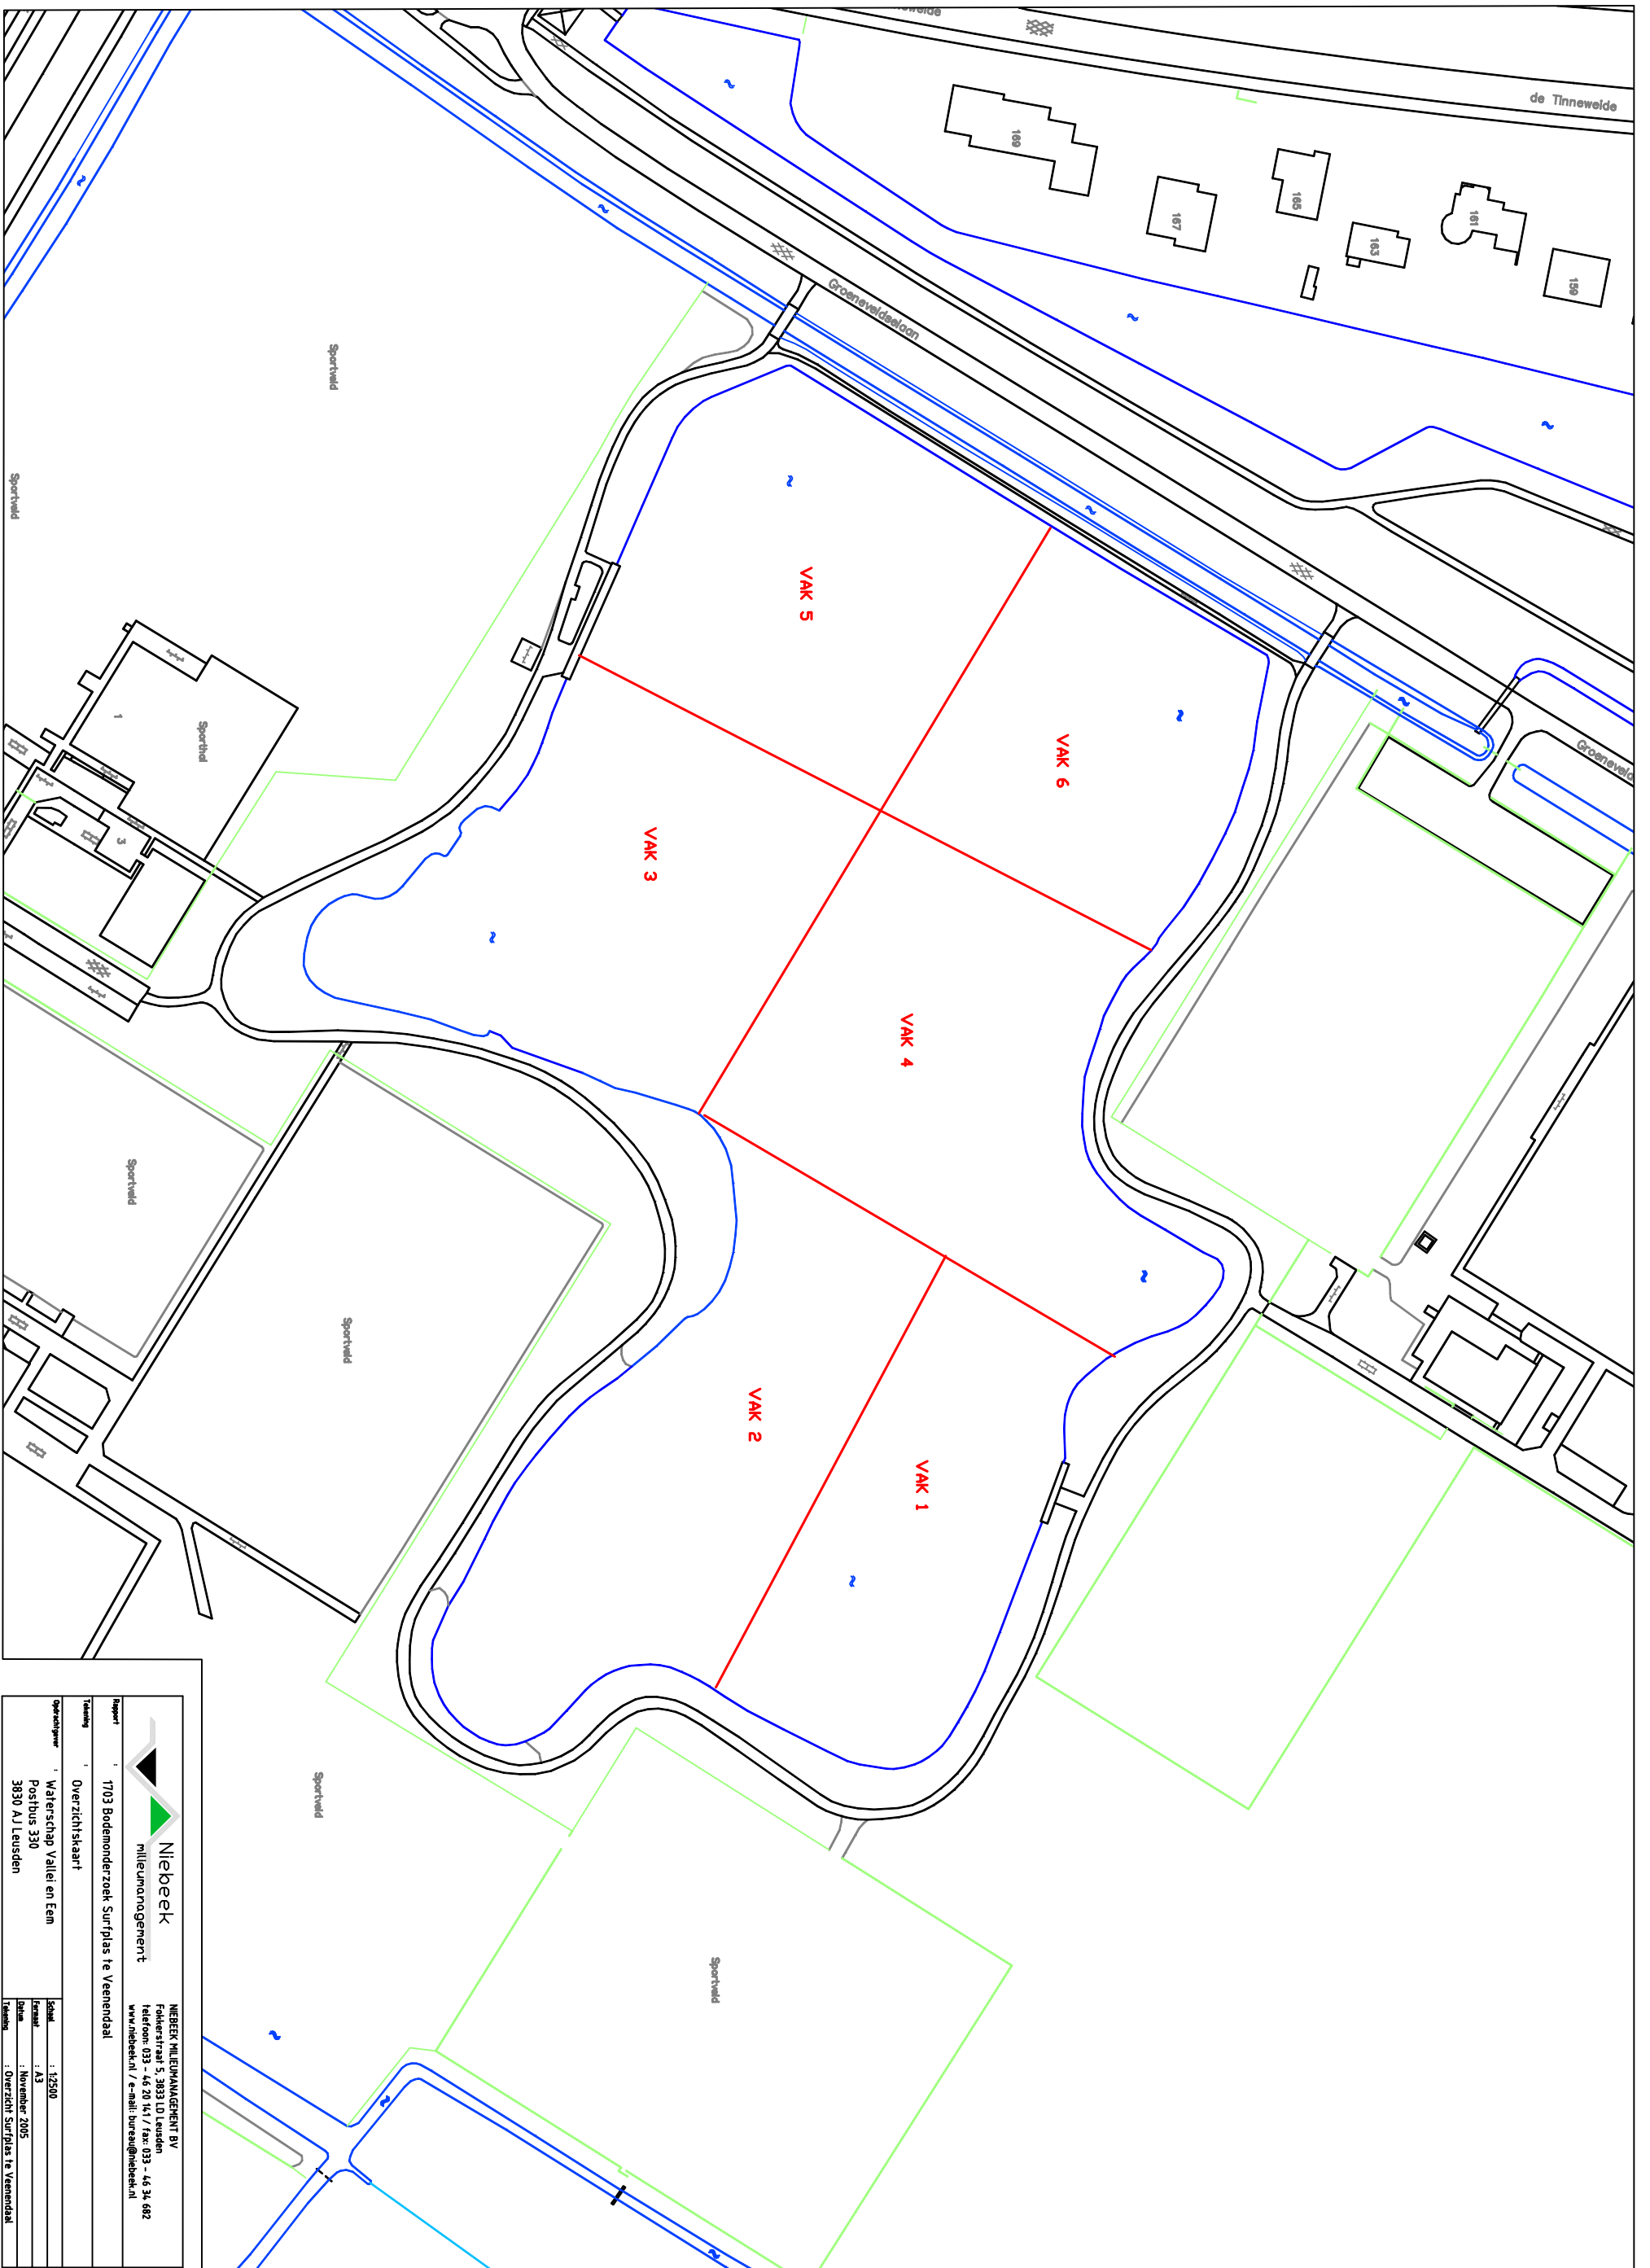 de Tinneweide
169
167
165
163
161
159
Groeneveldselaan
Groeneveld
Sportveld
Sportveld
VAK 5
VAK 6
VAK 3
VAK 4
VAK 2
VAK 1
Sporthal
1
3
Sportveld
Sportveld
Sportveld
Sportveld
Niebeek
milieumanagement
NIEBEEK MILIEUMANAGEMENT BV
Fokkerstraat 5, 3833 LD Leusden
telefoon: 033 - 46 20 141 / fax: 033 - 46 34 682
www.niebeek.nl / e-mail: bureau@niebeek.nl
Rapport : 1703 Bodemonderzoek Surfplas te Veenendaal
Tekening : Overzichtskaart
Opdrachtgever : Waterschap Vallei en Eem
Postbus 330
3830 AJ Leusden
Schaal : 1:2500
Formaat : A3
Datum : November 2005
Tekening : Overzicht Surfplas te Veenendaal